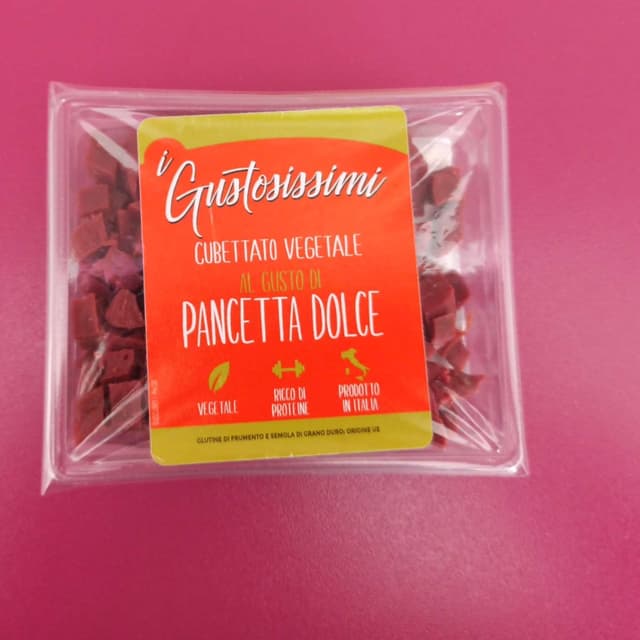 i Gustosissimi
CUBETTATO VEGETALE
AL GUSTO DI
PANCETTA DOLCE
VEGETALE
RICCO DI
PROTEINE
PRODOTTO
IN ITALIA
GLUTINE DI FRUMENTO E SEMOLA DI GRANO DURO: ORIGINE UE